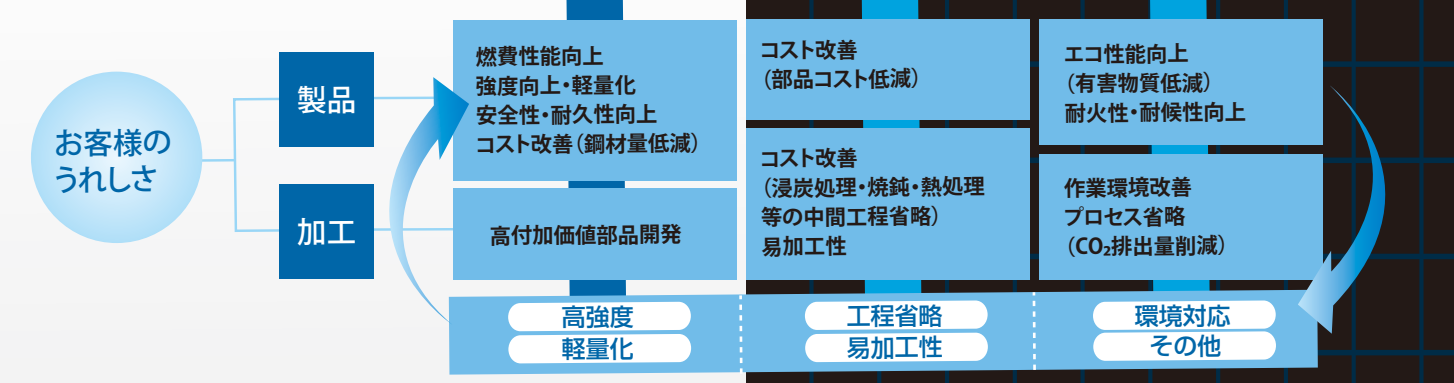 お客様の
うれしさ
製品
加工
燃費性能向上
強度向上・軽量化
安全性・耐久性向上
コスト改善（鋼材量低減）
高付加価値部品開発
コスト改善
（部品コスト低減）
コスト改善
（浸炭処理・焼鈍・熱処理
等の中間工程省略）
易加工性
エコ性能向上
（有害物質低減）
耐火性・耐候性向上
作業環境改善
プロセス省略
（CO₂排出量削減）
高強度
軽量化
工程省略
易加工性
環境対応
その他